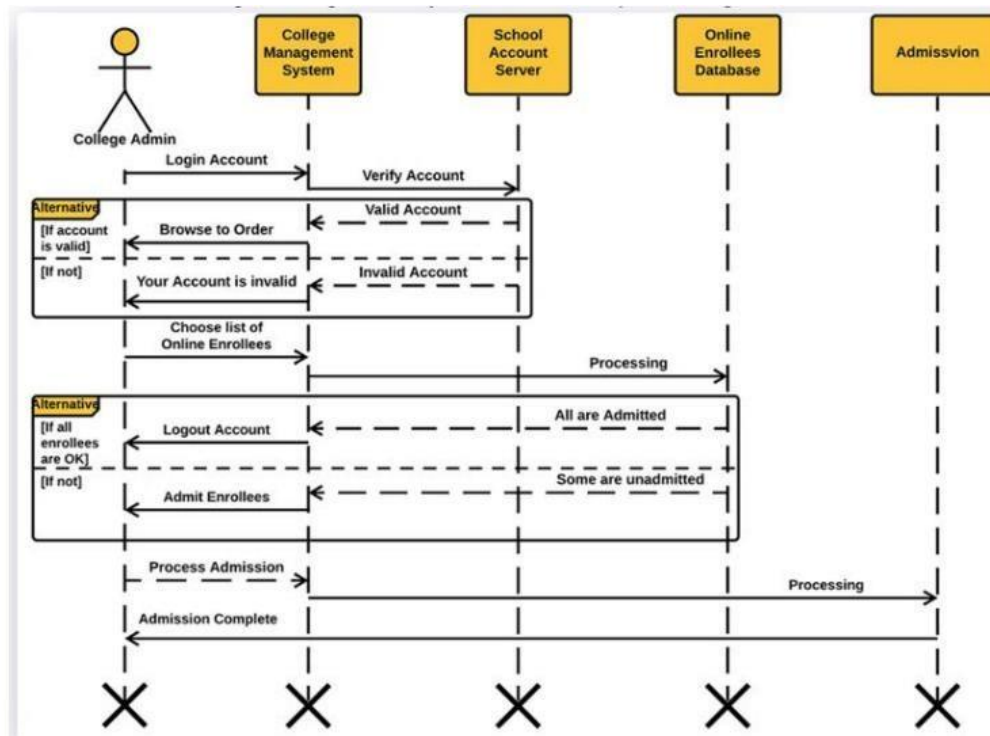 College
Management
System
School
Account
Server
Online
Enrollees
Database
Admissvion
College Admin
Login Account
Verify Account
Alternative
[If account
is valid]
Valid Account
Browse to Order
[If not]
Invalid Account
Your Account is invalid
Choose list of
Online Enrollees
Processing
Alternative
[If all
enrollees
are OK]
All are Admitted
Logout Account
[If not]
Some are unadmitted
Admit Enrollees
Process Admission
Processing
Admission Complete